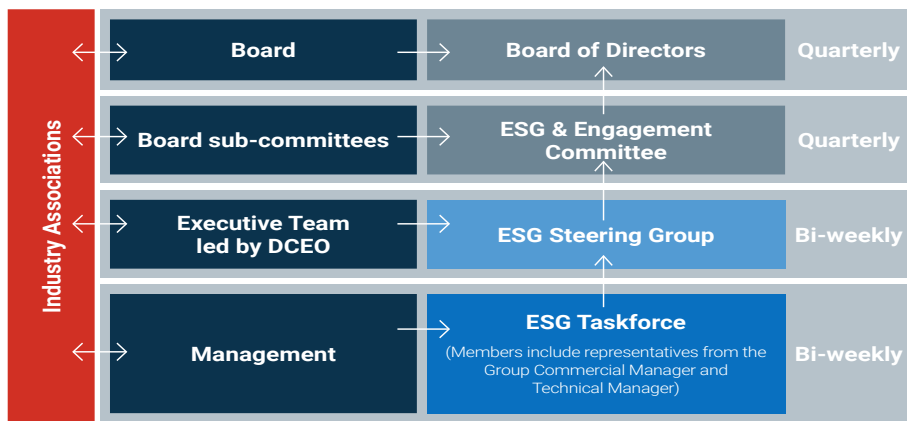 Industry Associations
Board
Board of Directors
Quarterly
Board sub-committees
ESG & Engagement
Committee
Quarterly
Executive Team
led by DCEO
ESG Steering Group
Bi-weekly
Management
ESG Taskforce
(Members include representatives from the
Group Commercial Manager and
Technical Manager)
Bi-weekly